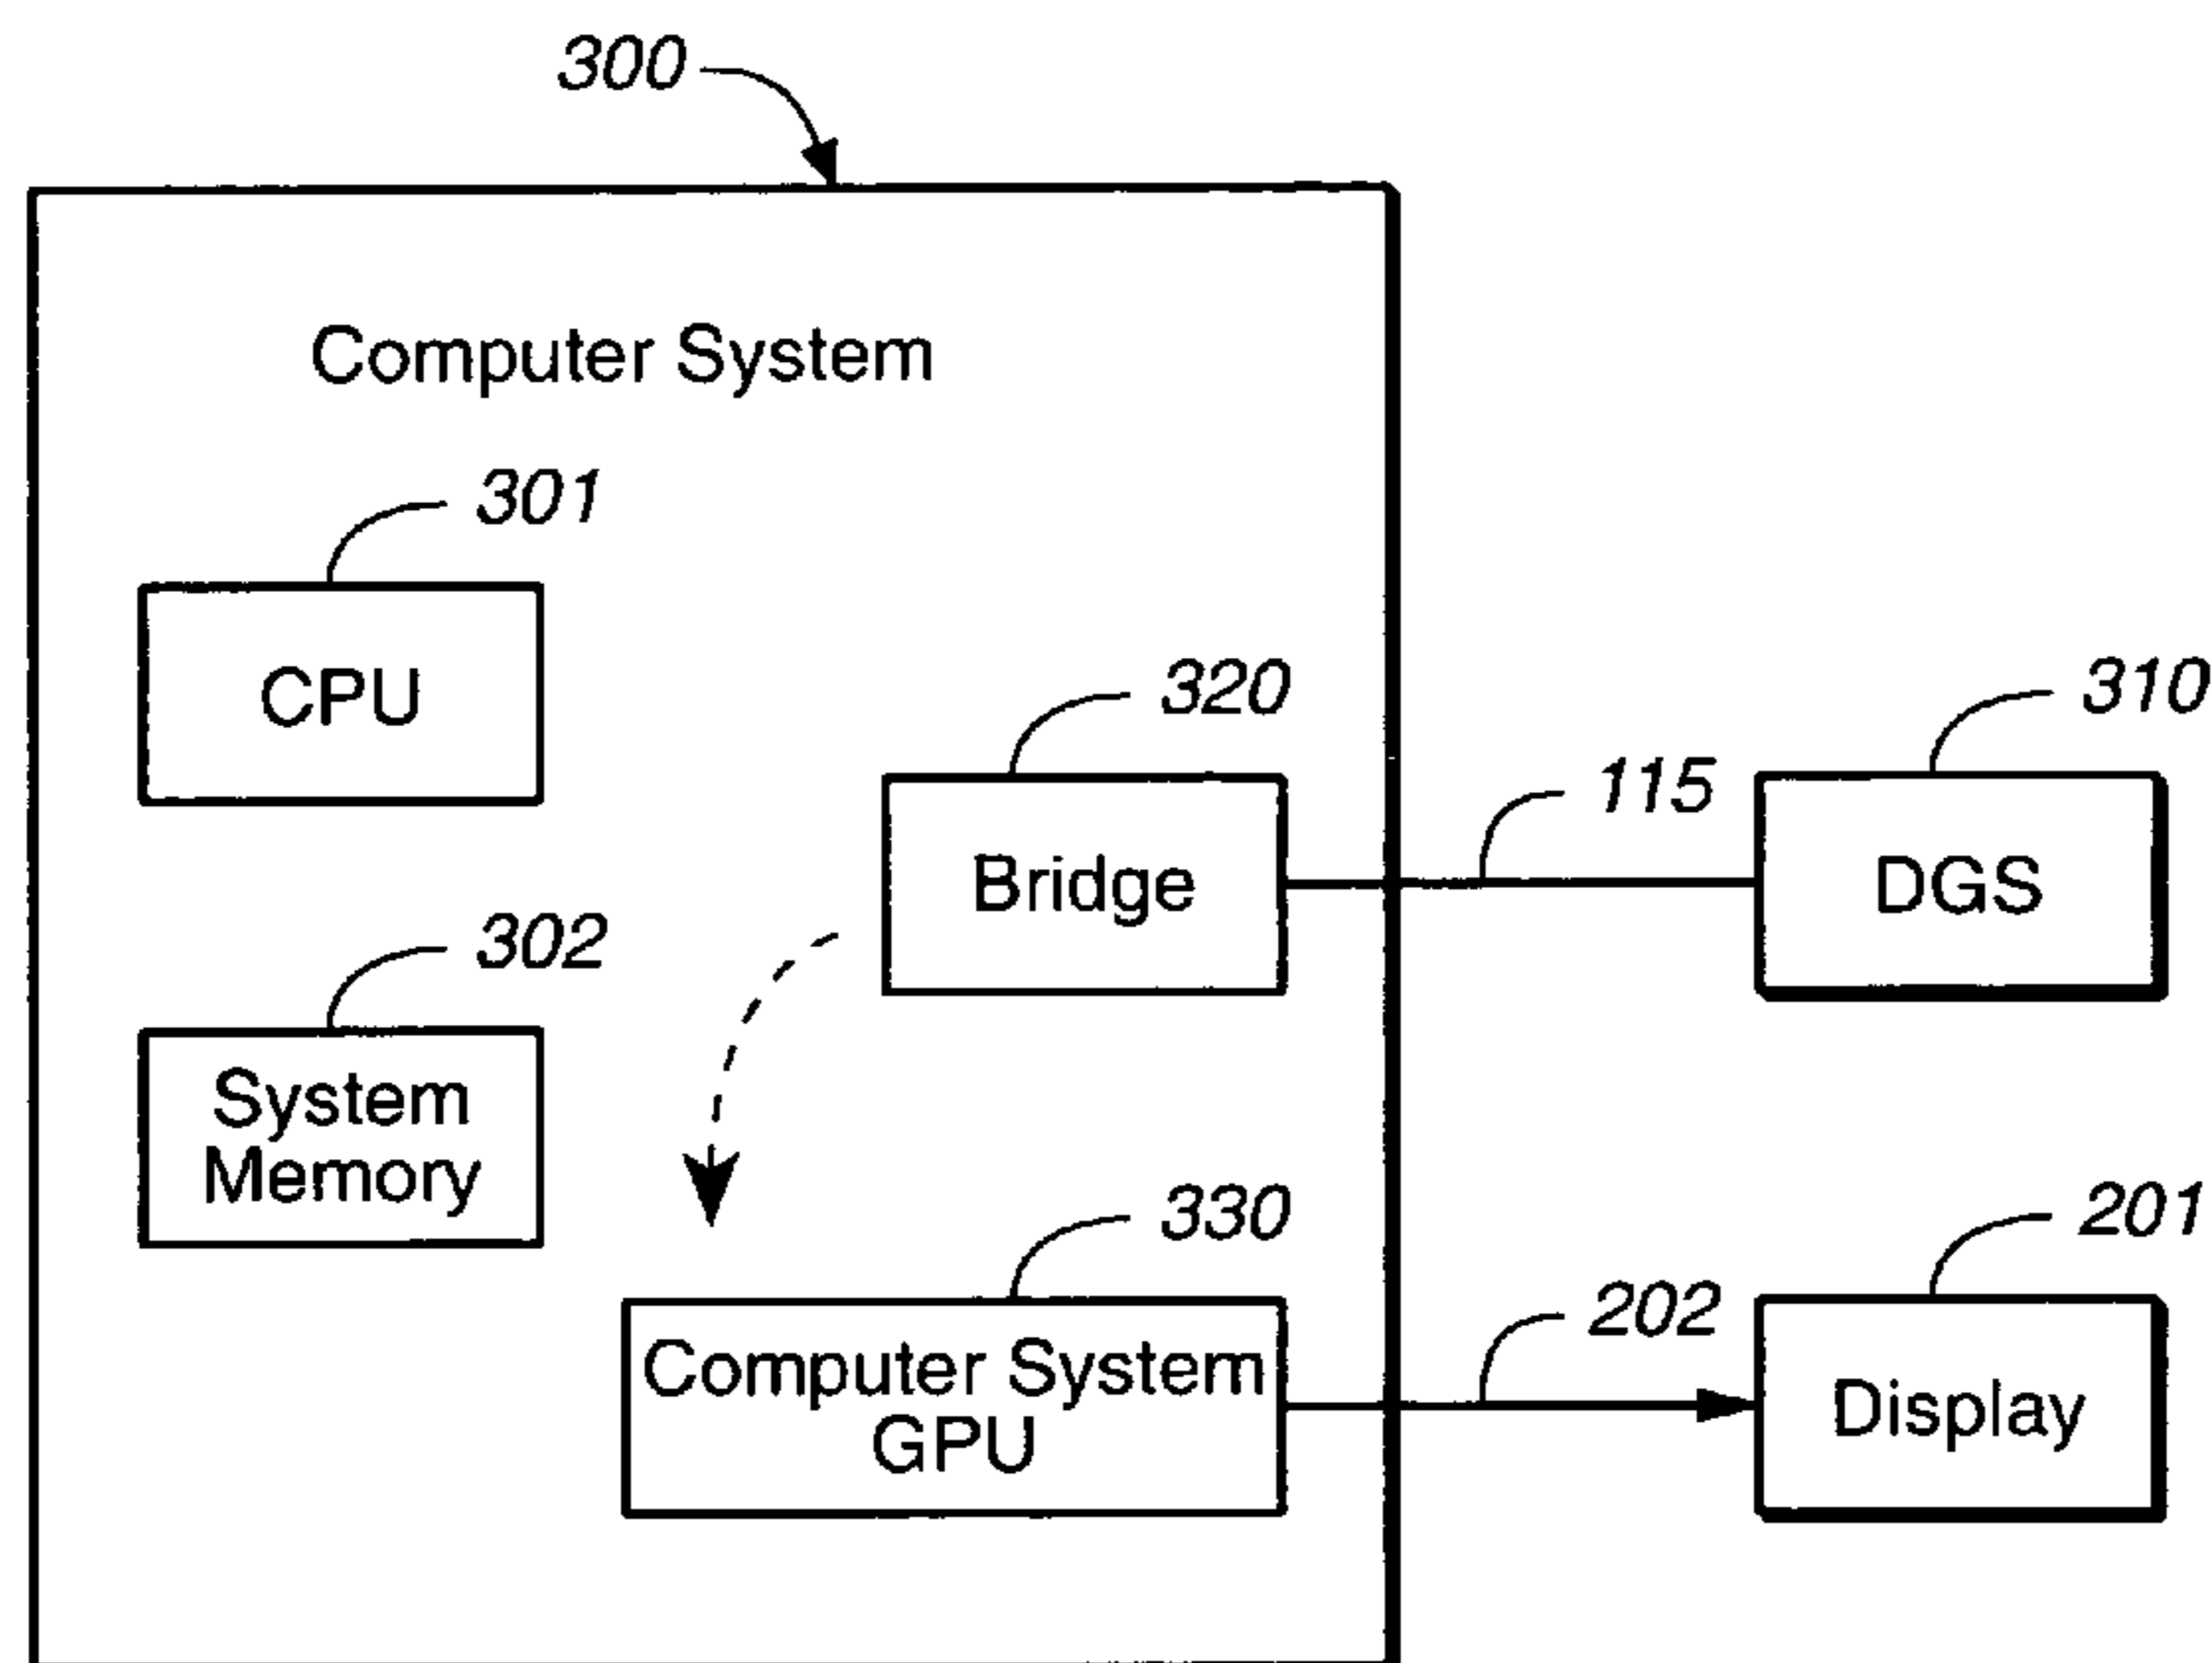 300
Computer System
301
CPU
320
310
115
Bridge
DGS
302
System
Memory
330
201
202
Computer System
GPU
Display